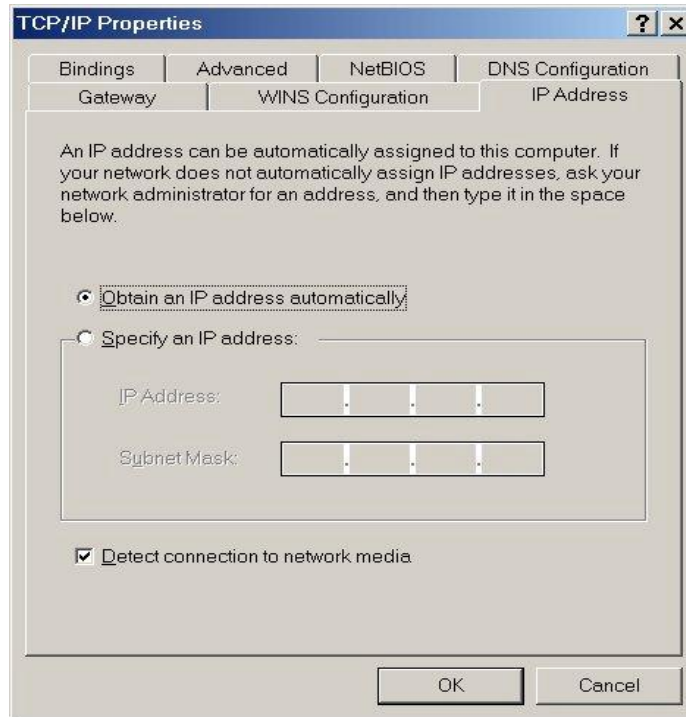 TCP/IP Properties
Bindings Advanced NetBIOS DNS Configuration
Gateway WINS Configuration IP Address
An IP address can be automatically assigned to this computer. If
your network does not automatically assign IP addresses, ask your
network administrator for an address, and then type it in the space
below.
Obtain an IP address automatically
Specify an IP address:
IP Address:
Subnet Mask:
Detect connection to network media
OK Cancel